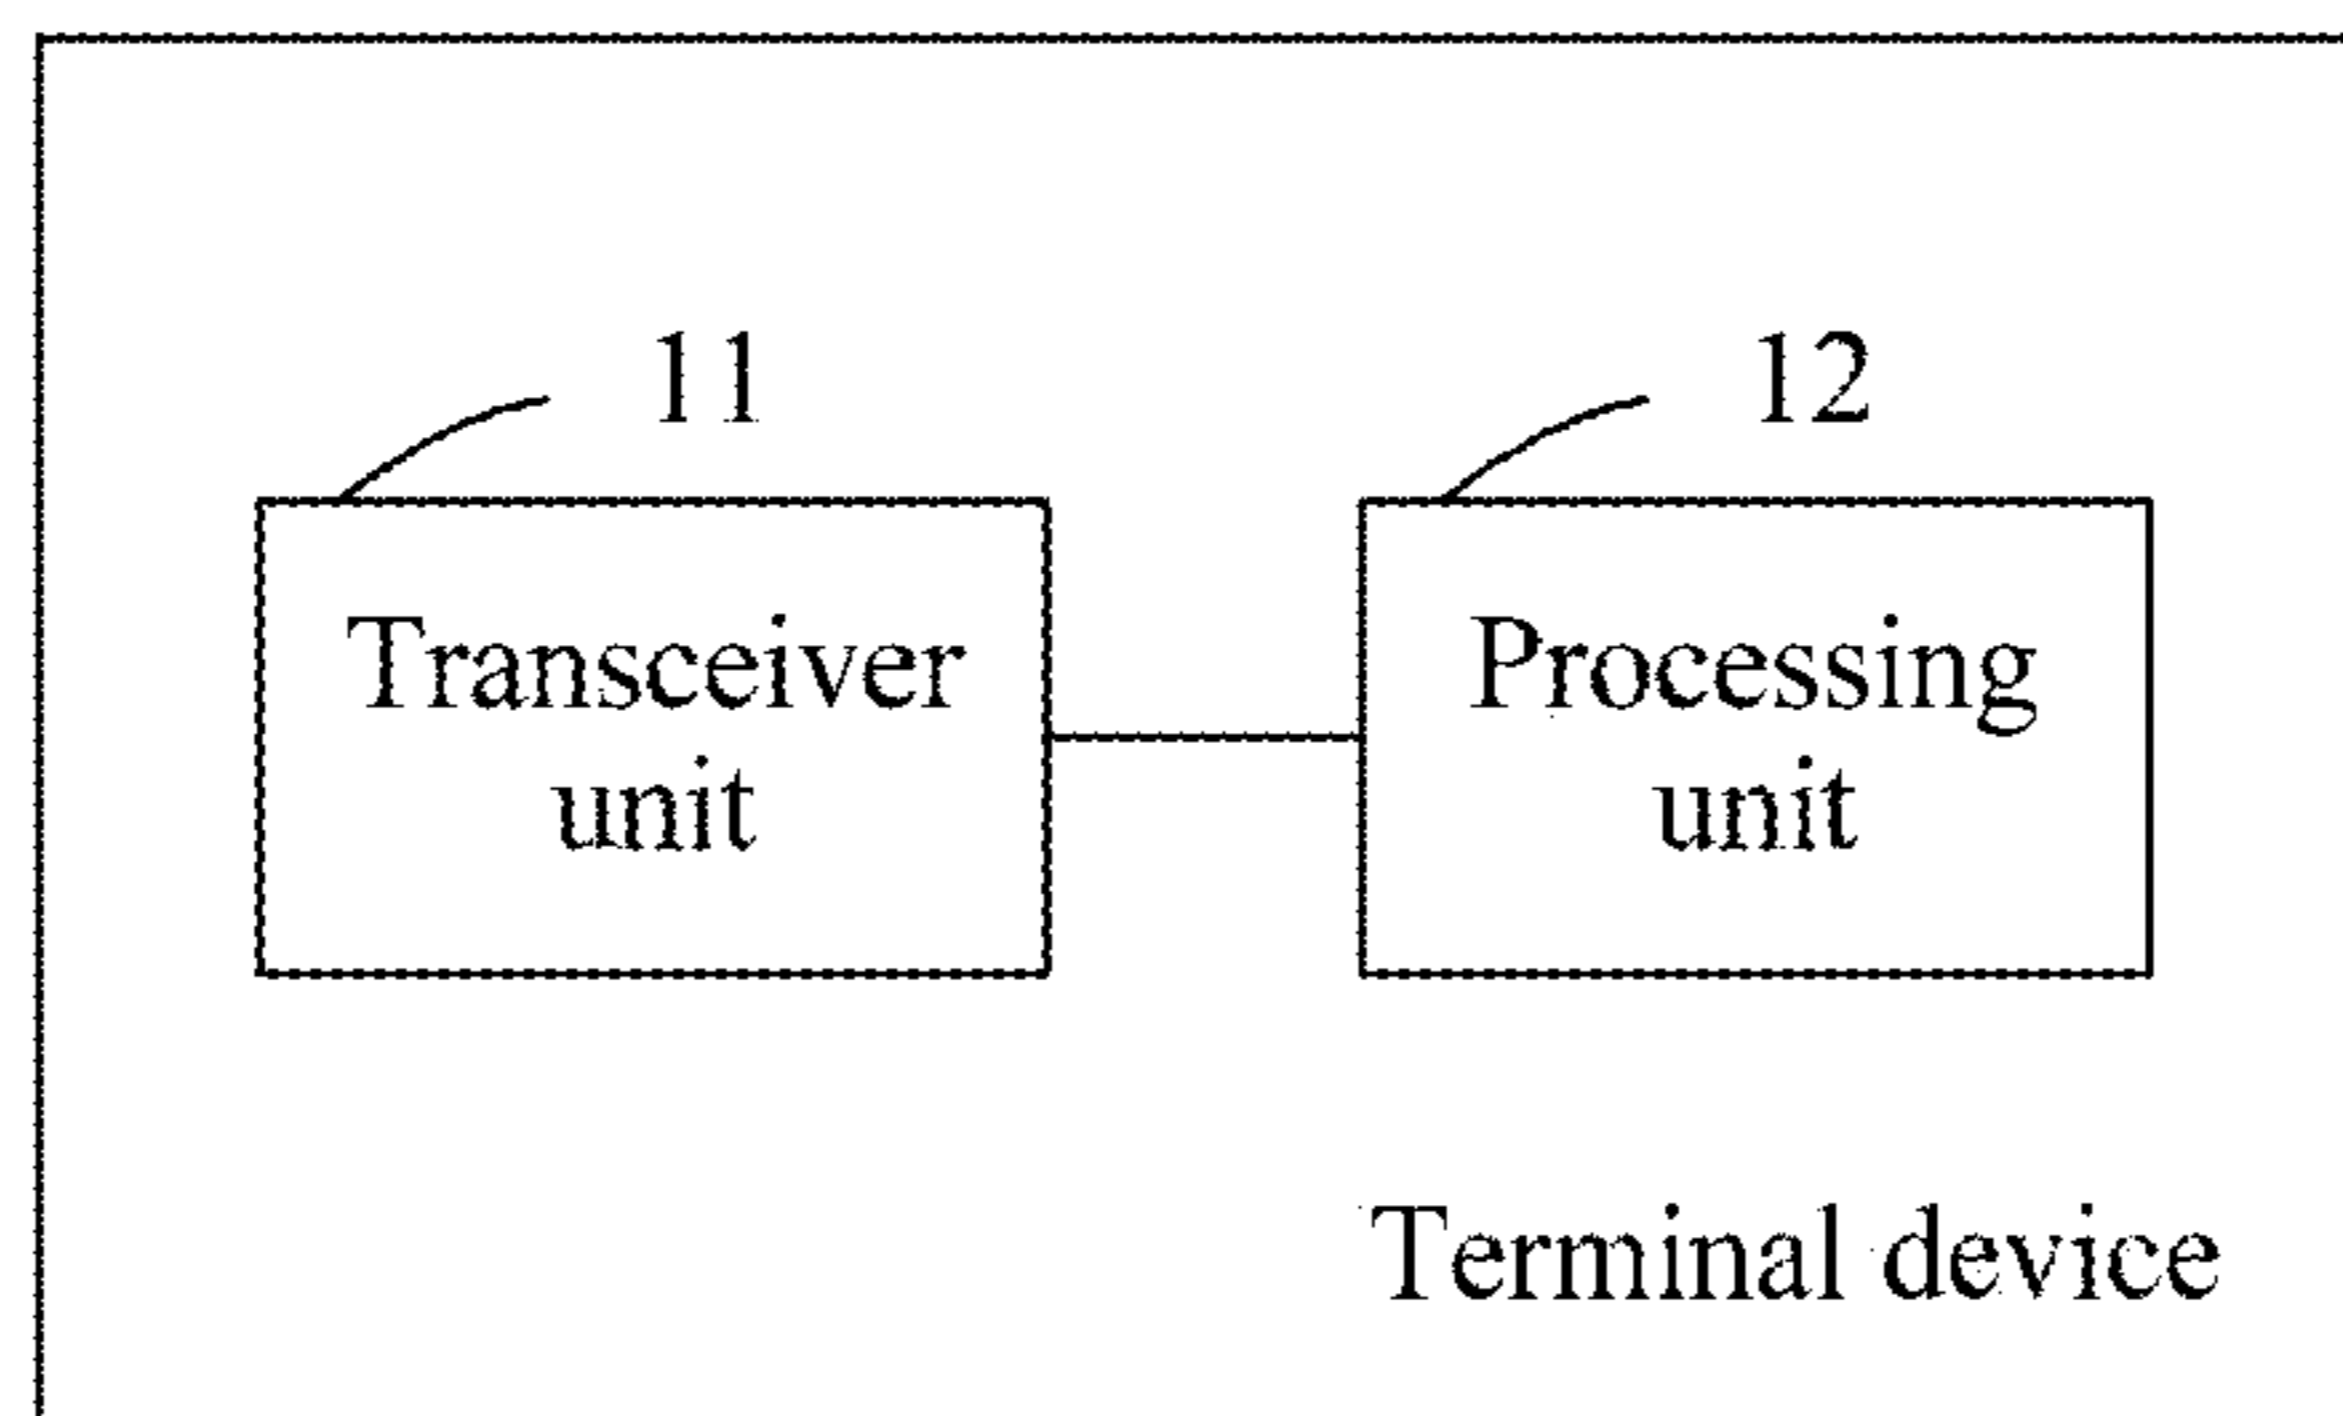 11
12
Transceiver
unit
Processing
unit
Terminal device